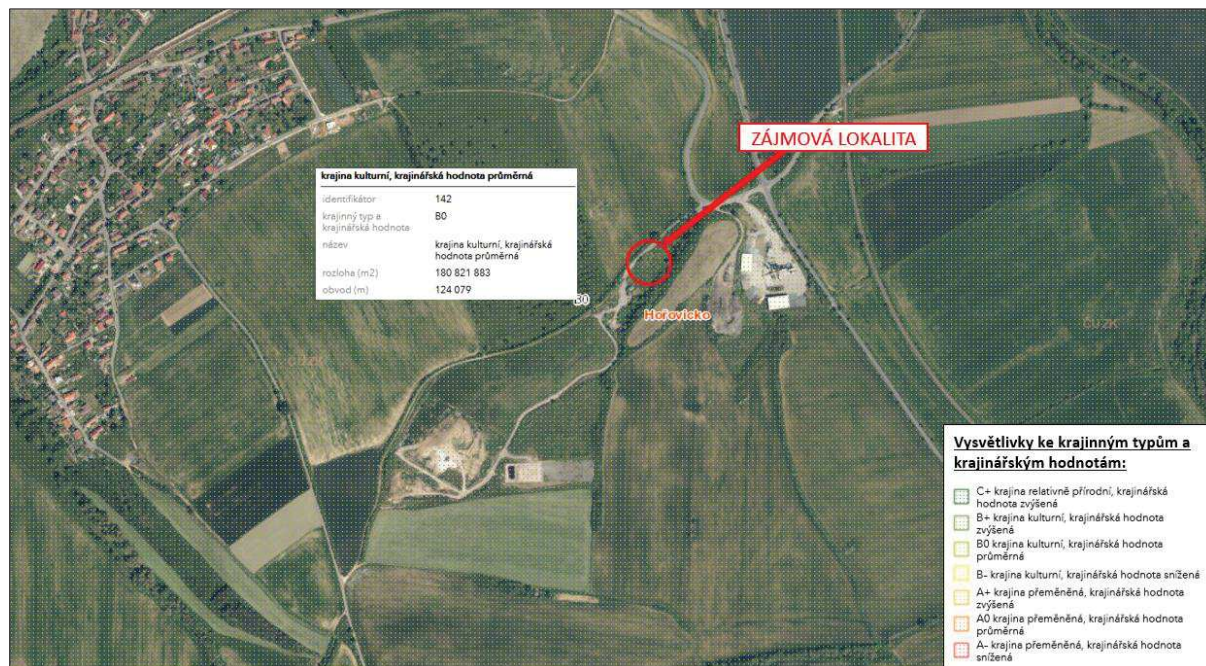 ZÁJMOVÁ LOKALITA
krajina kulturní, krajinářská hodnota průměrná
identifikátor 142
krajinný typ a krajinářská hodnota B0
název krajina kulturní, krajinářská
hodnota průměrná
rozloha (m2) 180 821 883
obvod (m) 124 079
Hořovicko
ČÚZK
Vysvětlivky ke krajinným typům a
krajinářským hodnotám:
C+ krajina relativně přírodní, krajinářská
hodnota zvýšená
B+ krajina kulturní, krajinářská hodnota
zvýšená
B0 krajina kulturní, krajinářská hodnota
průměrná
B- krajina kulturní, krajinářská hodnota snížená
A+ krajina přeměněná, krajinářská hodnota
zvýšená
A0 krajina přeměněná, krajinářská hodnota
průměrná
A- krajina přeměněná, krajinářská hodnota
snížená